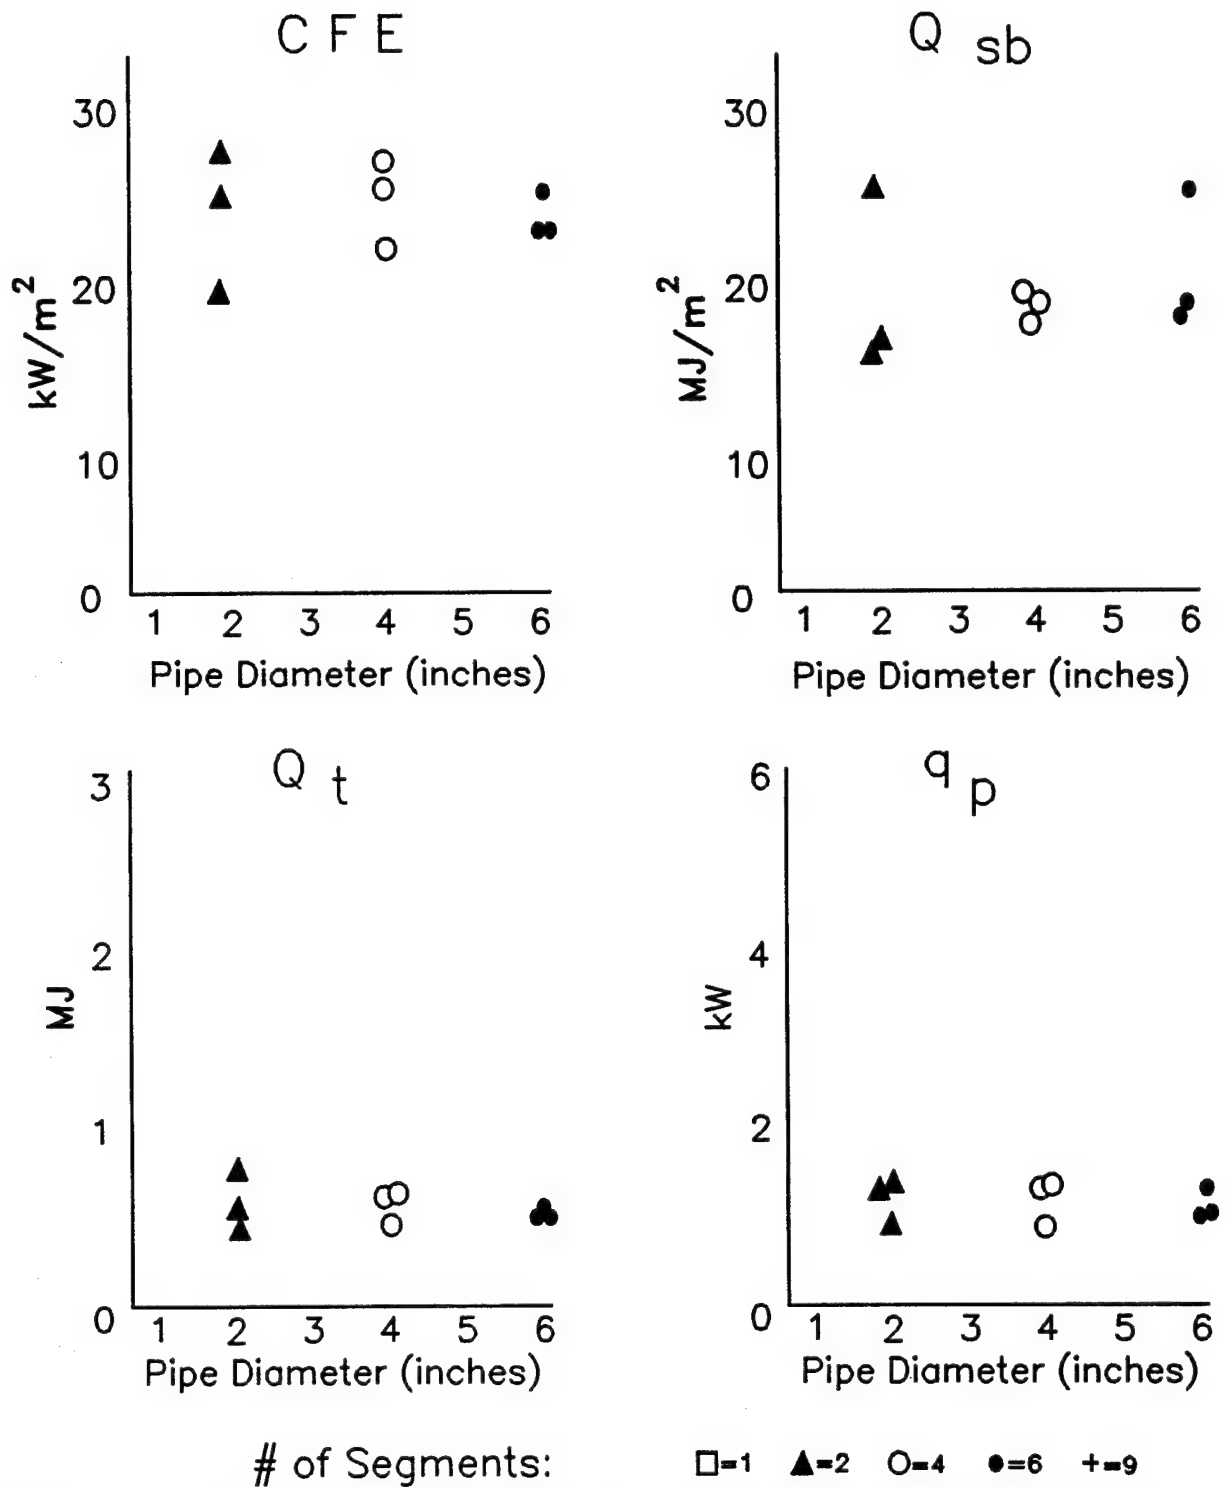 C F E
30
20
10
0
kW/m²
1 2 3 4 5 6
Pipe Diameter (inches)
Q sb
30
20
10
0
MJ/m²
1 2 3 4 5 6
Pipe Diameter (inches)
Q t
3
2
1
0
MJ
1 2 3 4 5 6
Pipe Diameter (inches)
q p
6
4
2
0
kW
1 2 3 4 5 6
Pipe Diameter (inches)
# of Segments: □=1 ▲=2 ○=4 ●=6 +=9